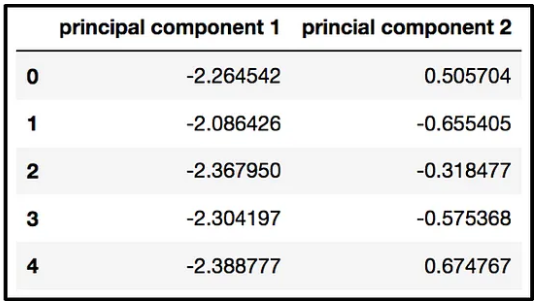 principal component 1 princial component 2
0 -2.264542 0.505704
1 -2.086426 -0.655405
2 -2.367950 -0.318477
3 -2.304197 -0.575368
4 -2.388777 0.674767